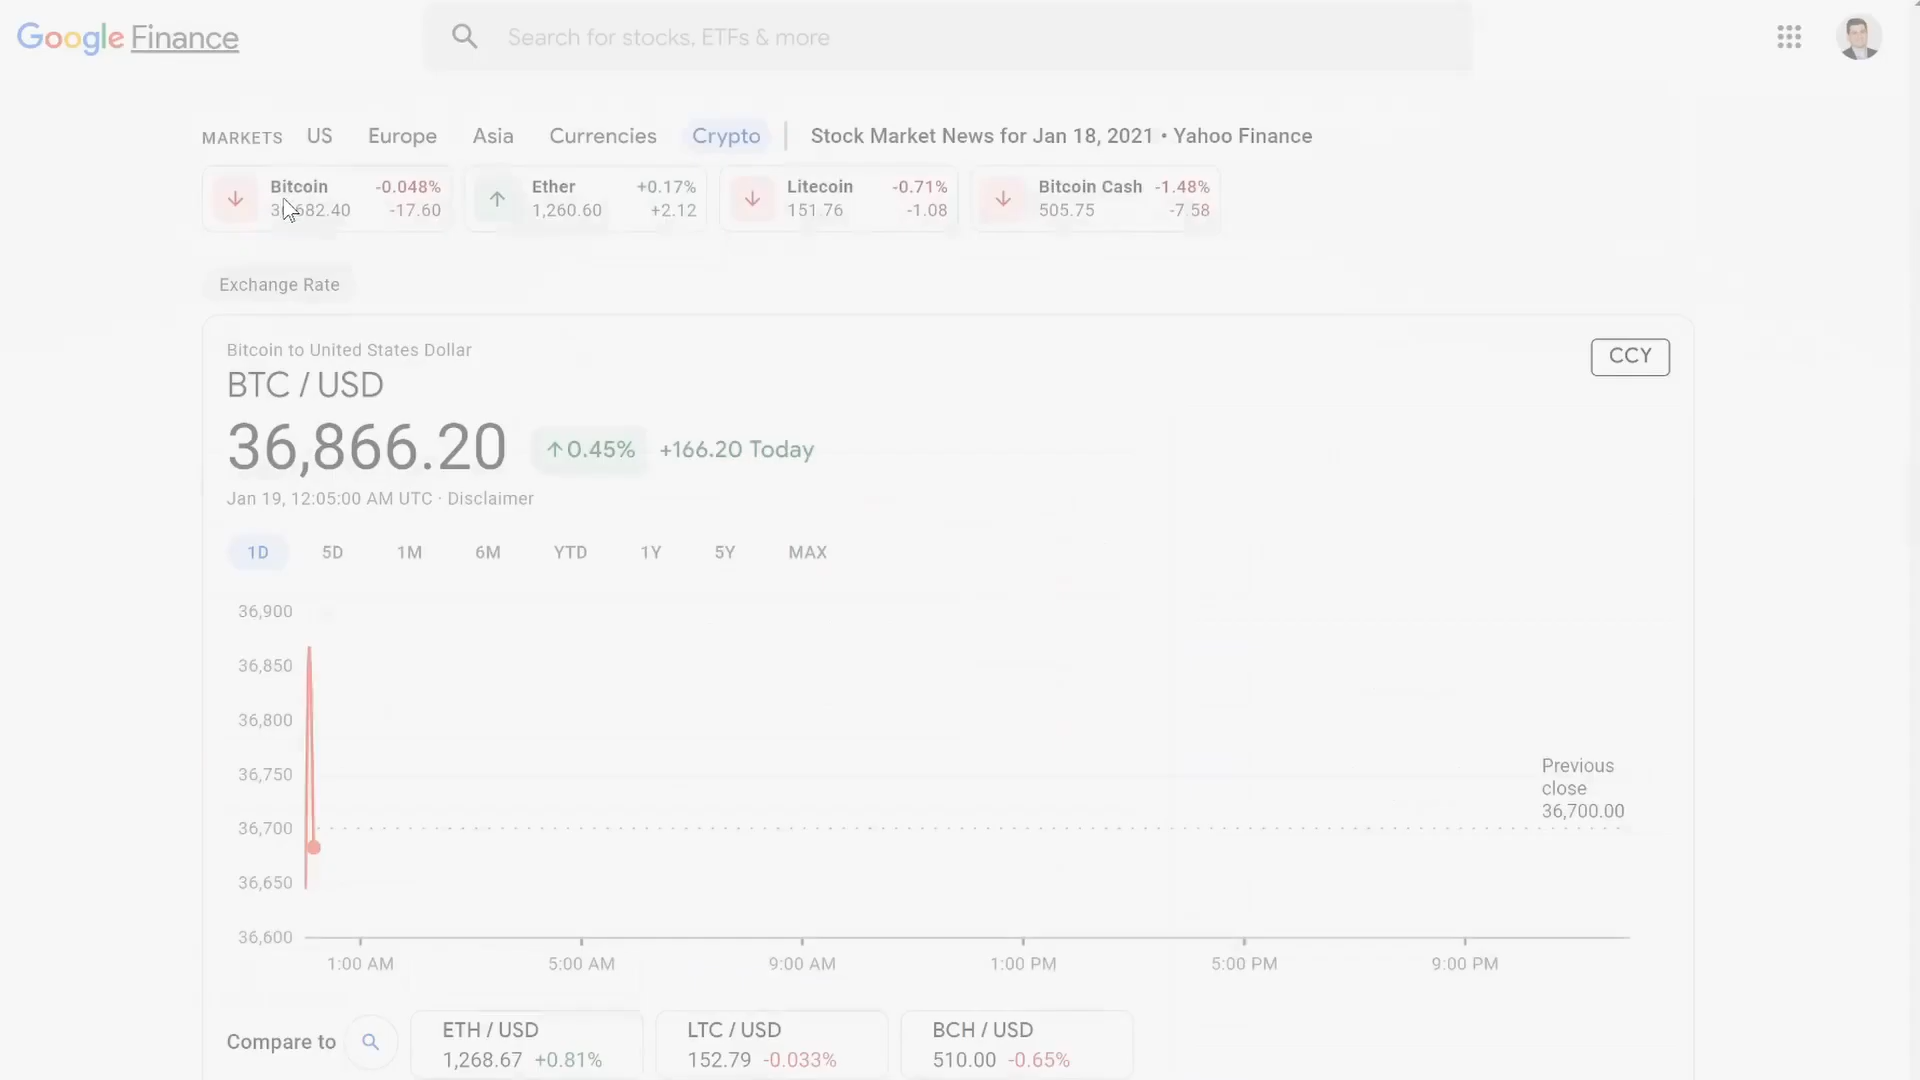 Google Finance
Search for stocks, ETFs & more
MARKETS US Europe Asia Currencies Crypto Stock Market News for Jan 18, 2021 • Yahoo Finance
Bitcoin -0.048% Ether +0.17% Litecoin -0.71% Bitcoin Cash -1.48%
-17.60 1,260.60 +2.12 151.76 -1.08 505.75 -7.58
Exchange Rate
Bitcoin to United States Dollar
CCY
BTC / USD
36,866.20 ↑0.45% +166.20 Today
Jan 19, 12:05:00 AM UTC · Disclaimer
1D 5D 1M 6M YTD 1Y 5Y MAX
36,900
36,850
36,800
36,750
36,700
36,650
36,600
Previous
close
36,700.00
1:00 AM 5:00 AM 9:00 AM 1:00 PM 5:00 PM 9:00 PM
Compare to
ETH / USD LTC / USD BCH / USD
1,268.67 +0.81% 152.79 -0.033% 510.00 -0.65%